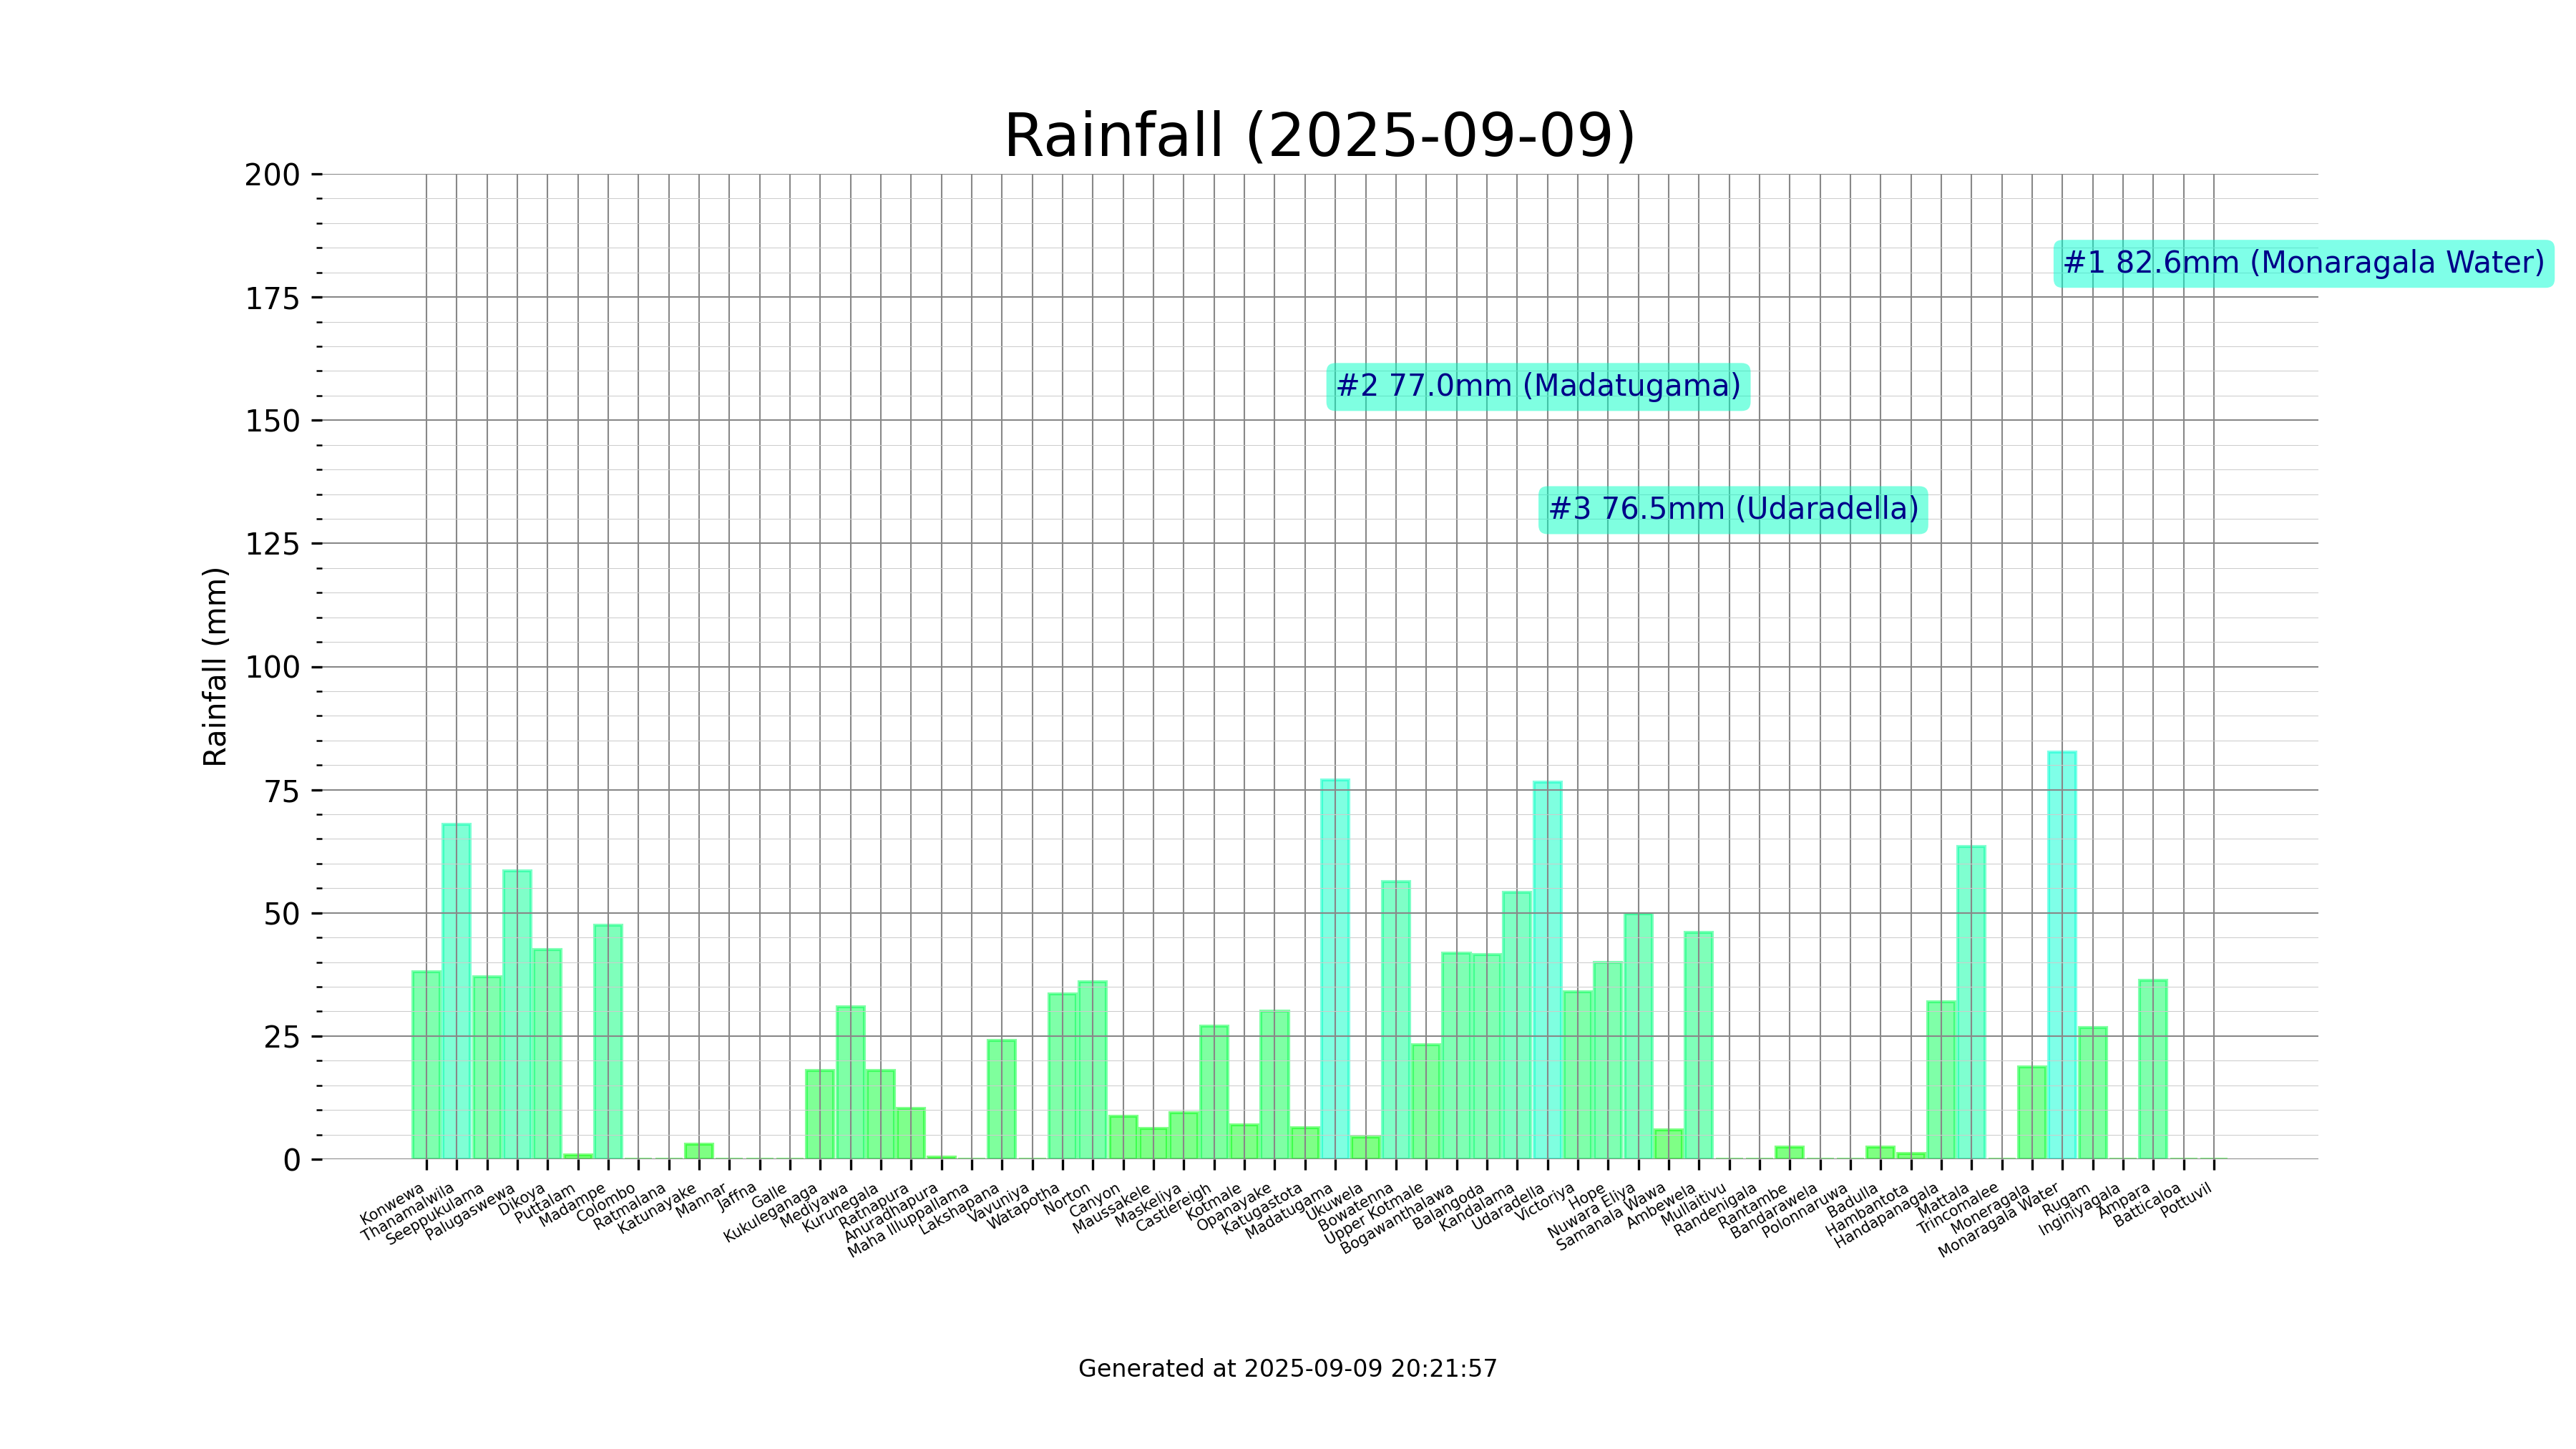 Rainfall (2025-09-09)
200
175
150
125
100
75
50
25
0
Rainfall (mm)
#1 82.6mm (Monaragala Water)
#2 77.0mm (Madatugama)
#3 76.5mm (Udaradella)
Konwewa
Thanamalwila
Seeppukulama
Palugaswewa
Dikoya
Puttalam
Madampe
Colombo
Ratmalana
Katunayake
Mannar
Jaffna
Galle
Kukuleganaga
Mediyawa
Kurunegala
Ratnapura
Anuradhapura
Maha Illuppallama
Lakshapana
Vavuniya
Watapotha
Norton
Canyon
Maussakele
Maskeliya
Castlereigh
Kotmale
Opanayake
Katugastota
Madatugama
Ukuwela
Bowatenna
Upper Kotmale
Bogawanthalawa
Balangoda
Kandalama
Udaradella
Victoriya
Hope
Nuwara Eliya
Samanala Wawa
Ambewela
Mullaitivu
Randenigala
Rantambe
Bandarawela
Polonnaruwa
Badulla
Hambantota
Handapanagala
Mattala
Trincomalee
Moneragala
Monaragala Water
Rugam
Inginiyagala
Ampara
Batticaloa
Pottuvil
Generated at 2025-09-09 20:21:57